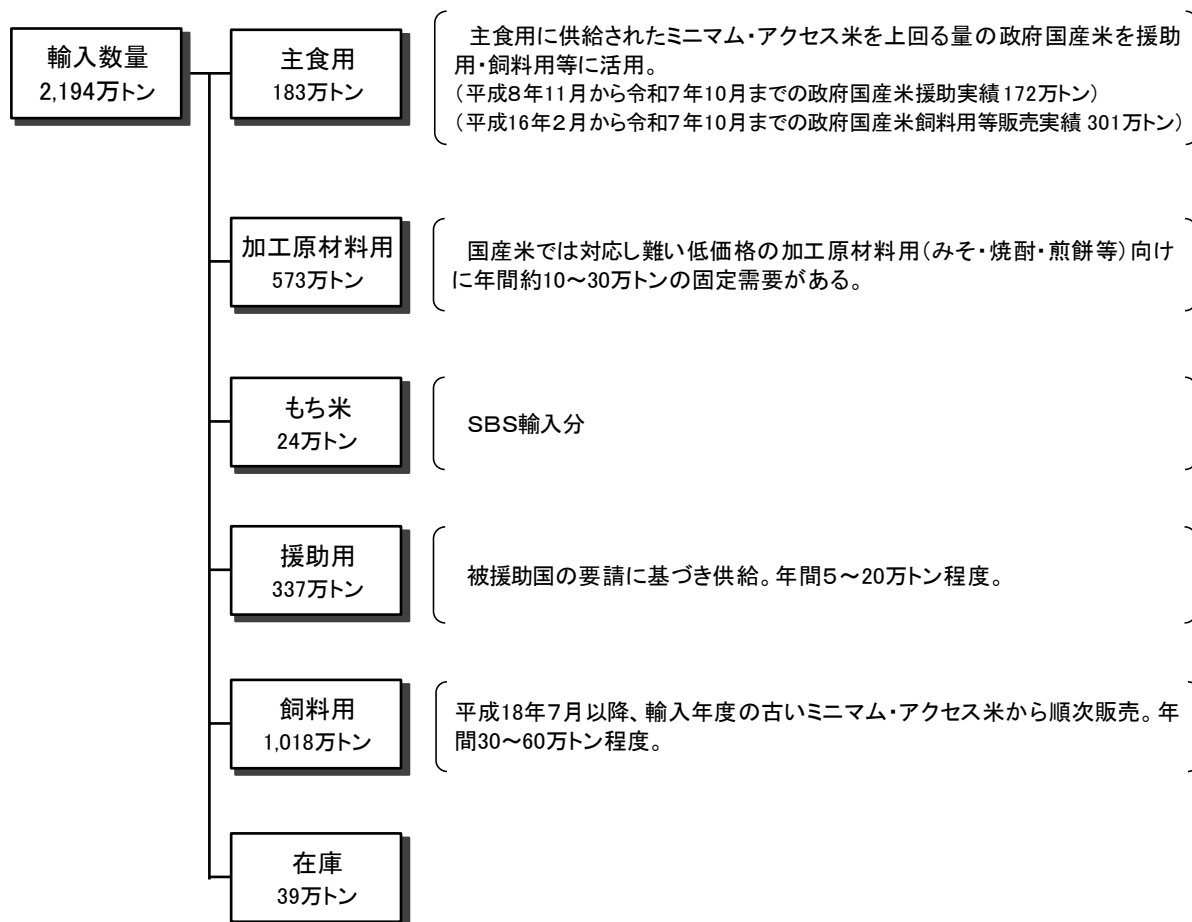 輸入数量
2,194万トン
主食用
183万トン
主食用に供給されたミニマム・アクセス米を上回る量の政府国産米を援助
用・飼料用等に活用。
(平成8年11月から令和7年10月までの政府国産米援助実績 172万トン)
(平成16年2月から令和7年10月までの政府国産米飼料用等販売実績 301万トン)
加工原材料用
573万トン
国産米では対応し難い低価格の加工原材料用(みそ・焼酎・煎餅等)向け
に年間約10~30万トンの固定需要がある。
もち米
24万トン
SBS輸入分
援助用
337万トン
被援助国の要請に基づき供給。年間5~20万トン程度。
飼料用
1,018万トン
平成18年7月以降、輸入年度の古いミニマム・アクセス米から順次販売。年
間30~60万トン程度。
在庫
39万トン